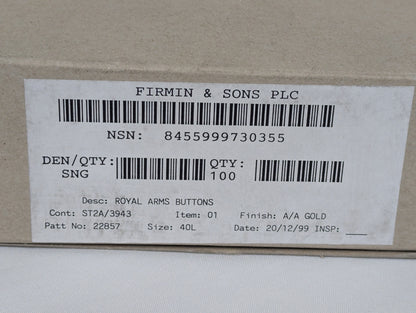 FIRMIN & SONS PLC
NSN: 8455999730355
DEN/QTY: QTY:
SNG 100
Desc: ROYAL ARMS BUTTONS
Cont: ST2A/3943 Item: 01 Finish: A/A GOLD
Patt No: 22857 Size: 40L Date: 20/12/99 INSP: ___